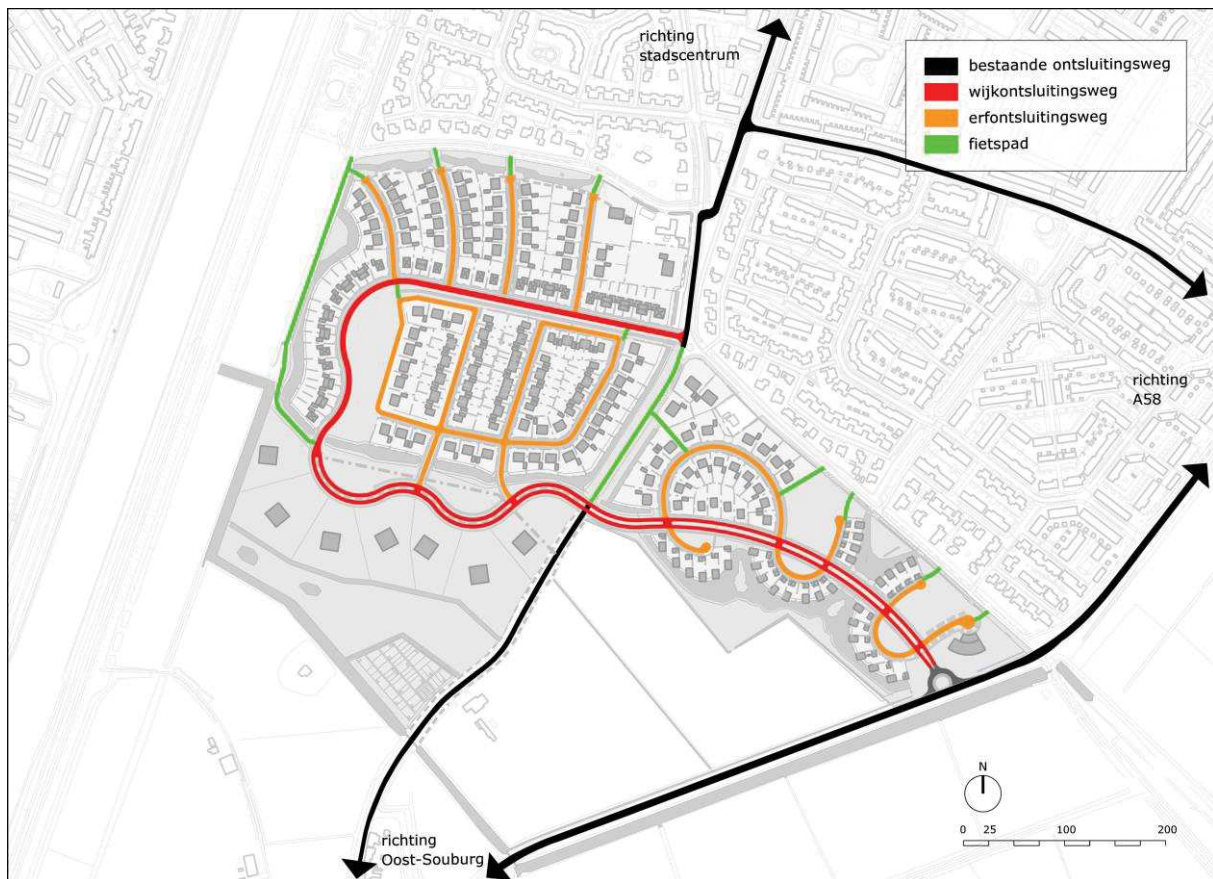 richting
stadscentrum
bestaande ontsluitingsweg
wijkontsluitingsweg
erfontsluitingsweg
fietspad
richting
A58
richting
Oost-Souburg
N
0 25 100 200